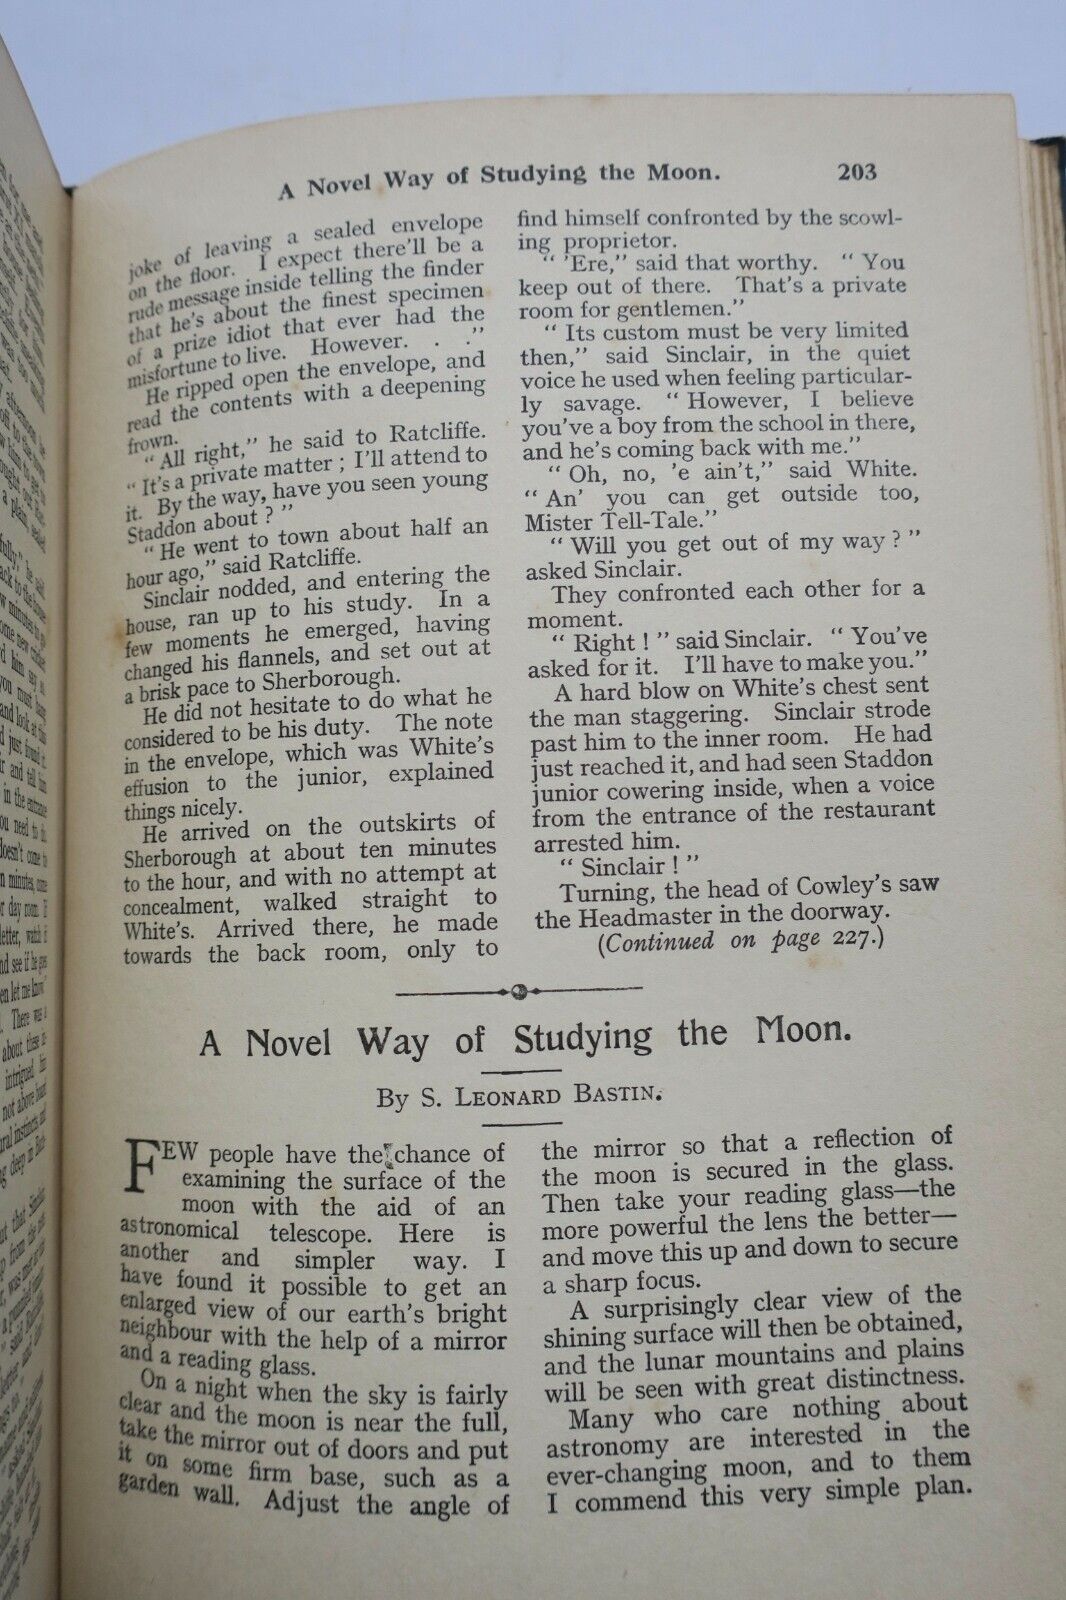 A Novel Way of Studying the Moon. 203
joke of leaving a sealed envelope
on the floor. I expect there'll be a
rude message inside telling the finder
that he's about the finest specimen
of a prize idiot that ever had the
misfortune to live. However. . ."
He ripped open the envelope, and
read the contents with a deepening
frown.
"All right," he said to Ratcliffe.
"It's a private matter ; I'll attend to
it. By the way, have you seen young
Staddon about ? "
"He went to town about half an
hour ago," said Ratcliffe.
Sinclair nodded, and entering the
house, ran up to his study. In a
few moments he emerged, having
changed his flannels, and set out at
a brisk pace to Sherborough.
He did not hesitate to do what he
considered to be his duty. The note
in the envelope, which was White's
effusion to the junior, explained
things nicely.
He arrived on the outskirts of
Sherborough at about ten minutes
to the hour, and with no attempt at
concealment, walked straight to
White's. Arrived there, he made
towards the back room, only to
find himself confronted by the scowl-
ing proprietor.
" 'Ere," said that worthy. " You
keep out of there. That's a private
room for gentlemen."
" Its custom must be very limited
then," said Sinclair, in the quiet
voice he used when feeling particular-
ly savage. " However, I believe
you've a boy from the school in there,
and he's coming back with me."
" Oh, no, 'e ain't," said White.
" An' you can get outside too,
Mister Tell-Tale."
" Will you get out of my way ? "
asked Sinclair.
They confronted each other for a
moment.
" Right ! " said Sinclair. " You've
asked for it. I'll have to make you."
A hard blow on White's chest sent
the man staggering. Sinclair strode
past him to the inner room. He had
just reached it, and had seen Staddon
junior cowering inside, when a voice
from the entrance of the restaurant
arrested him.
" Sinclair ! "
Turning, the head of Cowley's saw
the Headmaster in the doorway.
(Continued on page 227.)
A Novel Way of Studying the Moon.
By S. Leonard Bastin.
FEW people have the chance of
examining the surface of the
moon with the aid of an
astronomical telescope. Here is
another and simpler way. I
have found it possible to get an
enlarged view of our earth's bright
neighbour with the help of a mirror
and a reading glass.
On a night when the sky is fairly
clear and the moon is near the full,
take the mirror out of doors and put
it on some firm base, such as a
garden wall. Adjust the angle of
the mirror so that a reflection of
the moon is secured in the glass.
Then take your reading glass—the
more powerful the lens the better—
and move this up and down to secure
a sharp focus.
A surprisingly clear view of the
shining surface will then be obtained,
and the lunar mountains and plains
will be seen with great distinctness.
Many who care nothing about
astronomy are interested in the
ever-changing moon, and to them
I commend this very simple plan.